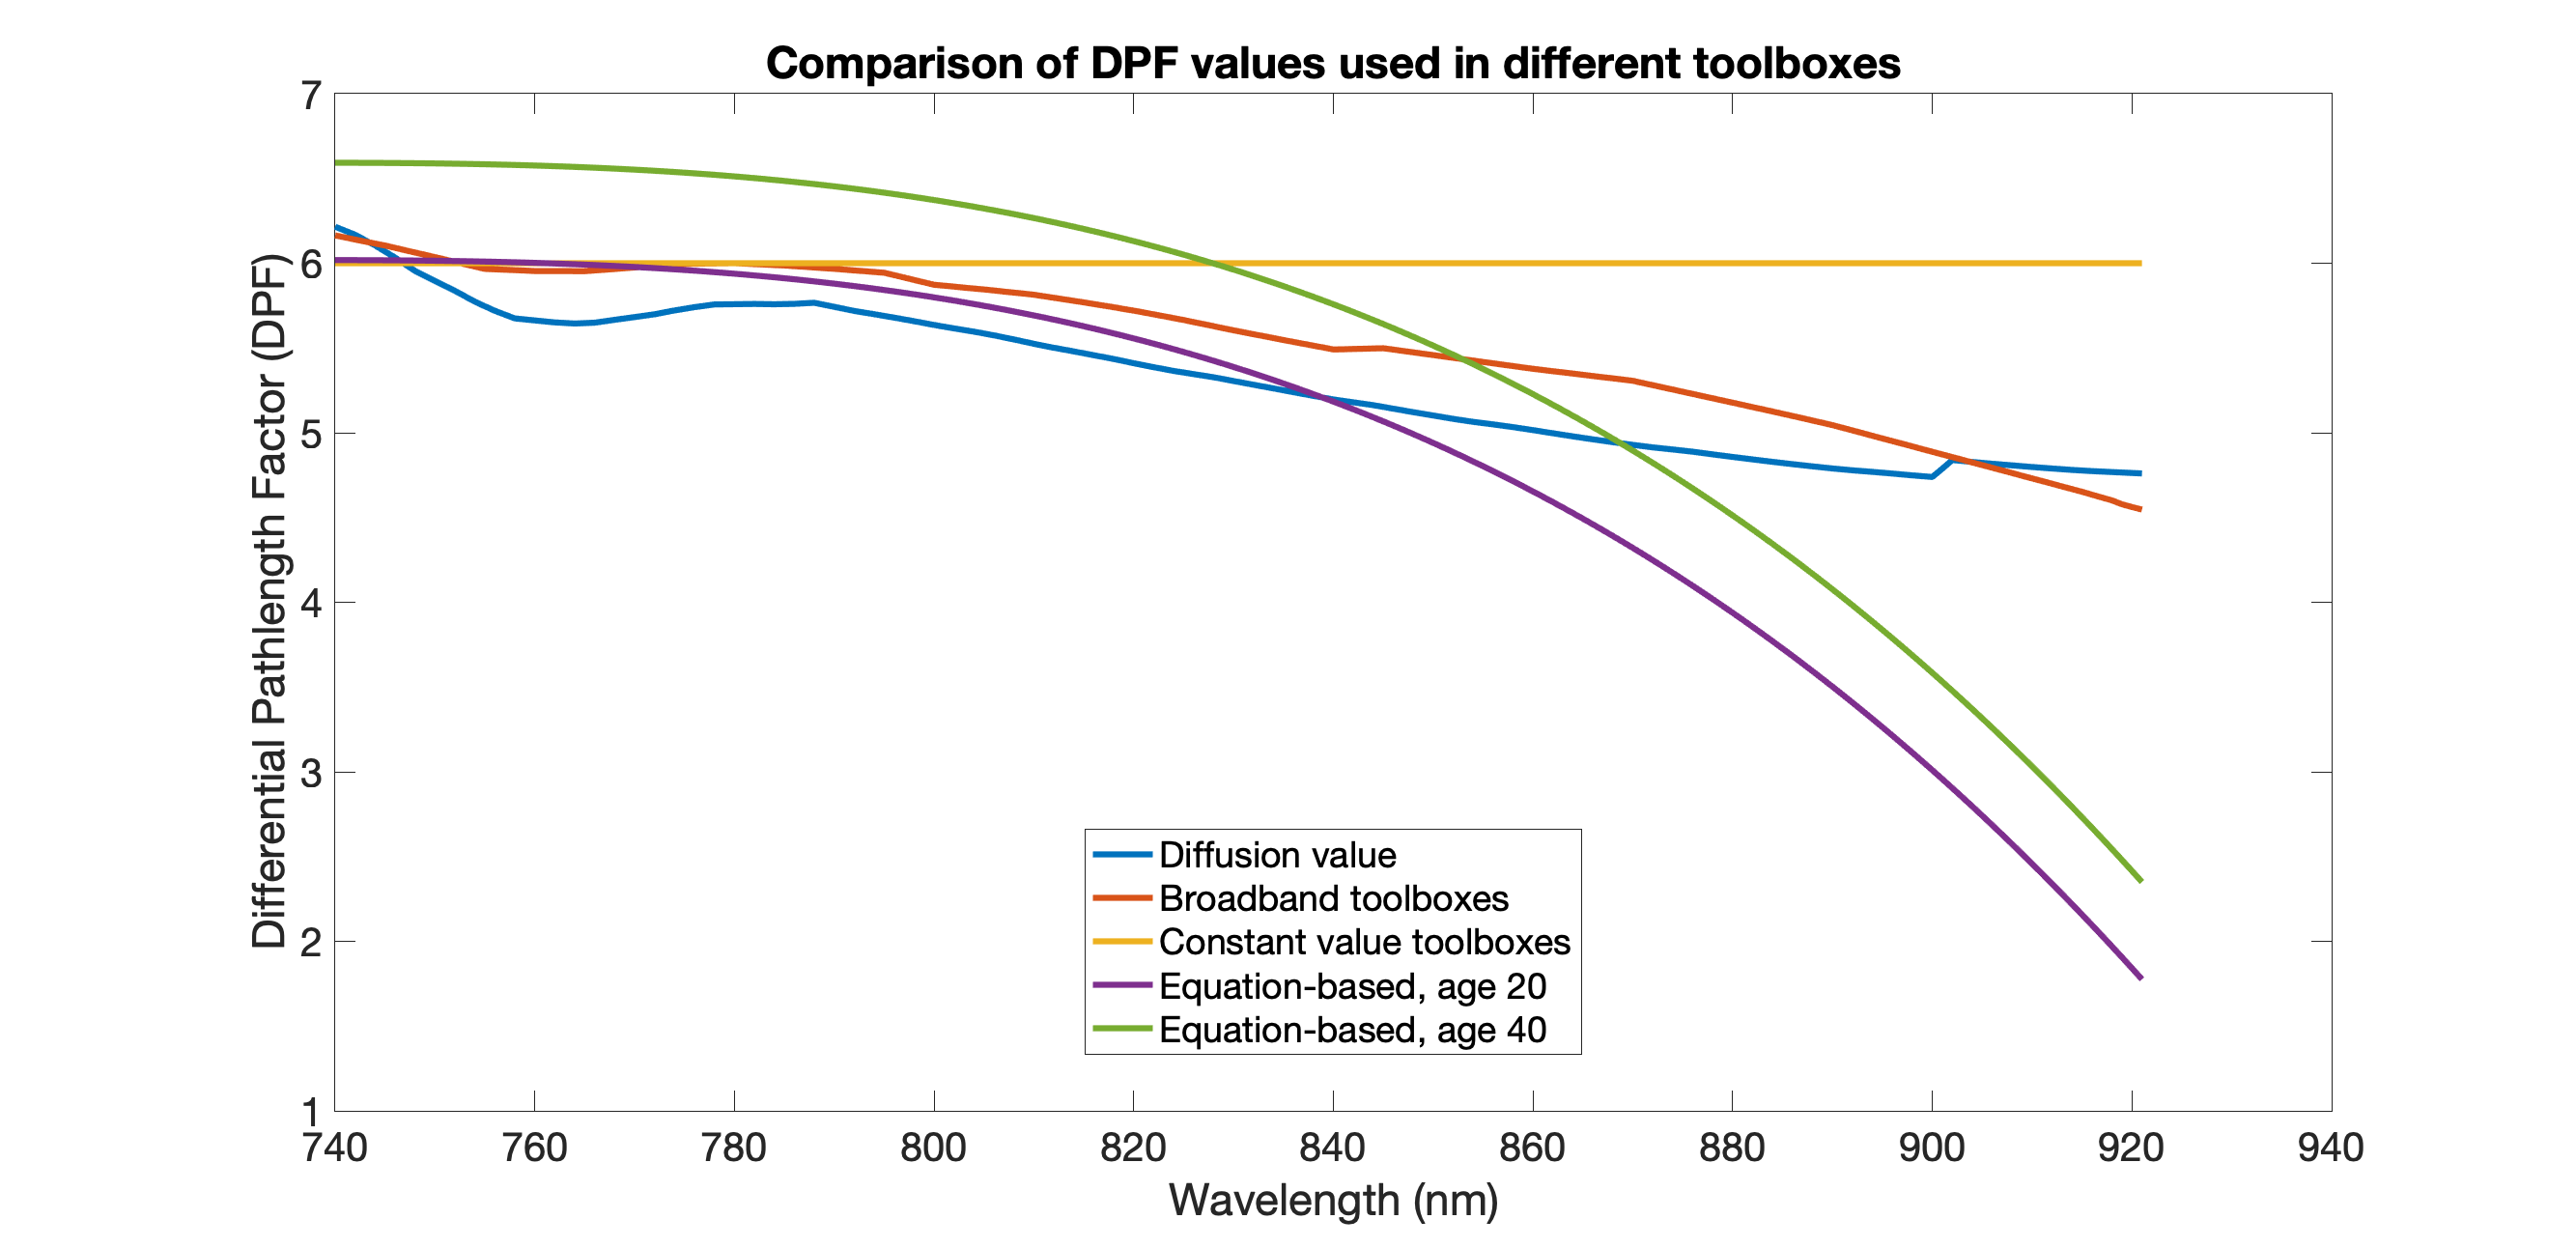 Comparison of DPF values used in different toolboxes
Differential Pathlength Factor (DPF)
7
6
5
4
3
2
1
Diffusion value
Broadband toolboxes
Constant value toolboxes
Equation-based, age 20
Equation-based, age 40
740 760 780 800 820 840 860 880 900 920 940
Wavelength (nm)